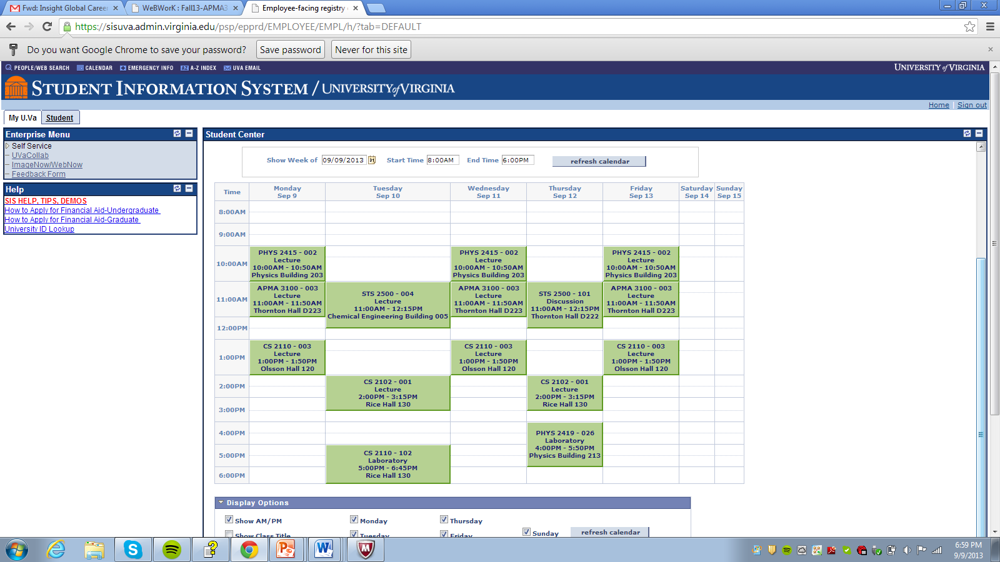 Fwd: Insight Global Career
WeBWorK : Fall13-APMA3
Employee-facing registry
https://sisuva.admin.virginia.edu/psp/epprd/EMPLOYEE/EMPL/h/?tab=DEFAULT
Do you want Google Chrome to save your password? Save password Never for this site
PEOPLE/WEB SEARCH CALENDAR EMERGENCY INFO A-Z INDEX UVA EMAIL UNIVERSITY of VIRGINIA
STUDENT INFORMATION SYSTEM / UNIVERSITY of VIRGINIA
Home Sign out
My U.Va Student
Enterprise Menu
Self Service
UVaCollab
ImageNow/WebNow
Feedback Form
Help
SIS HELP, TIPS, DEMOS
How to Apply for Financial Aid-Undergraduate
How to Apply for Financial Aid-Graduate
University ID Lookup
Student Center
Show Week of 09/09/2013 31 Start Time 8:00AM End Time 6:00PM refresh calendar
Time Monday Tuesday Wednesday Thursday Friday Saturday Sunday
Sep 9 Sep 10 Sep 11 Sep 12 Sep 13 Sep 14 Sep 15
8:00AM
9:00AM
10:00AM
PHYS 2415 - 002 PHYS 2415 - 002 PHYS 2415 - 002
Lecture Lecture Lecture
10:00AM - 10:50AM 10:00AM - 10:50AM 10:00AM - 10:50AM
Physics Building 203 Physics Building 203 Physics Building 203
11:00AM
APMA 3100 - 003 STS 2500 - 004 APMA 3100 - 003 STS 2500 - 101 APMA 3100 - 003
Lecture Lecture Lecture Discussion Lecture
11:00AM - 11:50AM 11:00AM - 12:15PM 11:00AM - 11:50AM 11:00AM - 12:15PM 11:00AM - 11:50AM
Thornton Hall D223 Chemical Engineering Building 005 Thornton Hall D223 Thornton Hall D222 Thornton Hall D223
12:00PM
1:00PM
CS 2110 - 003 CS 2110 - 003 CS 2110 - 003
Lecture Lecture Lecture
1:00PM - 1:50PM 1:00PM - 1:50PM 1:00PM - 1:50PM
Olsson Hall 120 Olsson Hall 120 Olsson Hall 120
2:00PM
CS 2102 - 001 CS 2102 - 001
Lecture Lecture
2:00PM - 3:15PM 2:00PM - 3:15PM
Rice Hall 130 Rice Hall 130
3:00PM
4:00PM
PHYS 2419 - 026
Laboratory
4:00PM - 5:50PM
Physics Building 213
5:00PM
CS 2110 - 102
Laboratory
5:00PM - 6:45PM
Rice Hall 130
6:00PM
Display Options
Show AM/PM Monday Thursday
Show Class Title Tuesday Friday Sunday refresh calendar
6:59 PM
9/9/2013